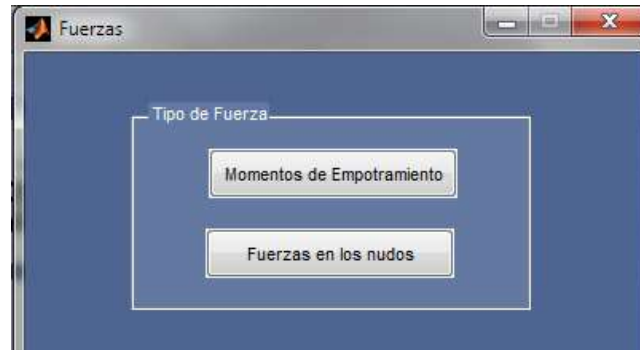 Fuerzas
Tipo de Fuerza
Momentos de Empotramiento
Fuerzas en los nudos